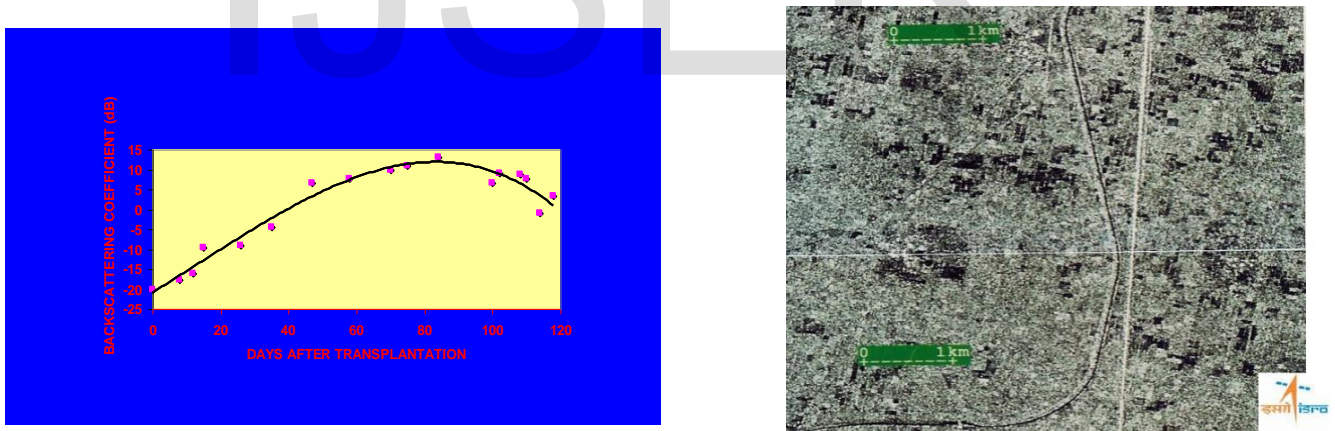 IJSER
BACKSCATTERING COEFFICIENT (dB)
15
10
5
0
-5
-10
-15
-20
-25
0 20 40 60 80 100 120
DAYS AFTER TRANSPLANTATION
0 1km
0 1km
इसरो isro